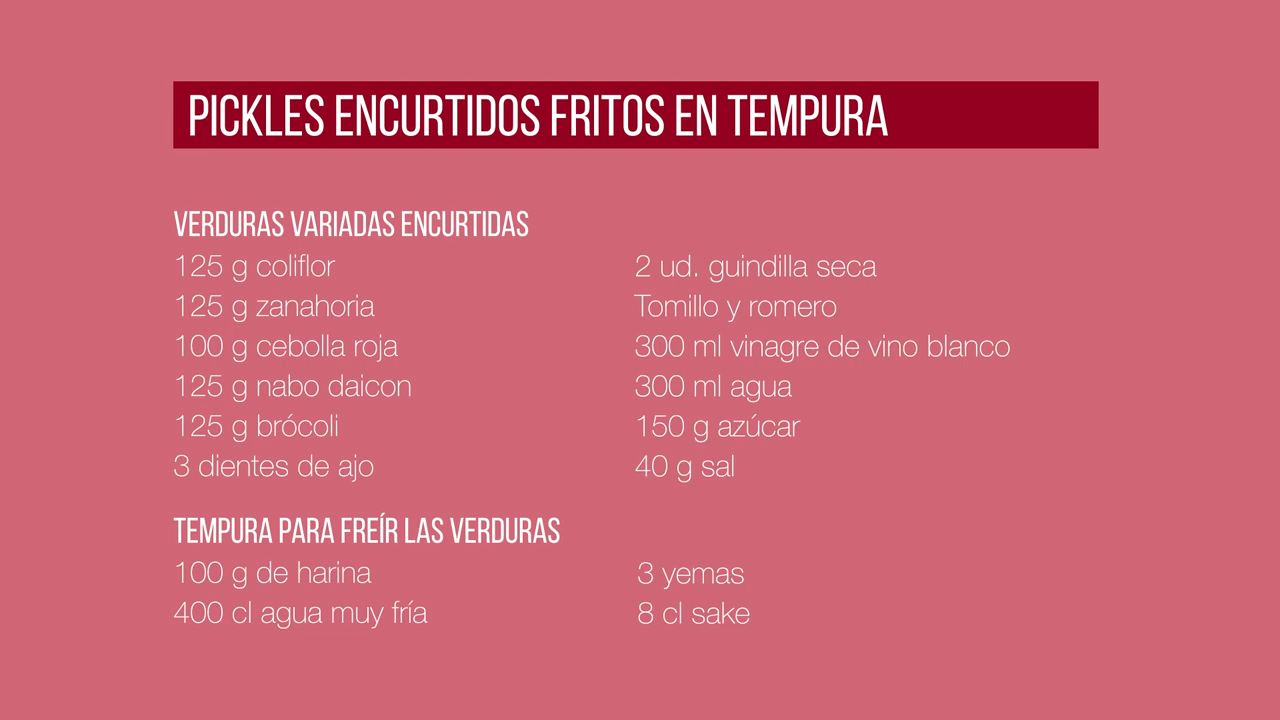 PICKLES ENCURTIDOS FRITOS EN TEMPURA
VERDURAS VARIADAS ENCURTIDAS
125 g coliflor
125 g zanahoria
100 g cebolla roja
125 g nabo daicon
125 g brócoli
3 dientes de ajo
2 ud. guindilla seca
Tomillo y romero
300 ml vinagre de vino blanco
300 ml agua
150 g azúcar
40 g sal
TEMPURA PARA FREÍR LAS VERDURAS
100 g de harina
400 cl agua muy fría
3 yemas
8 cl sake